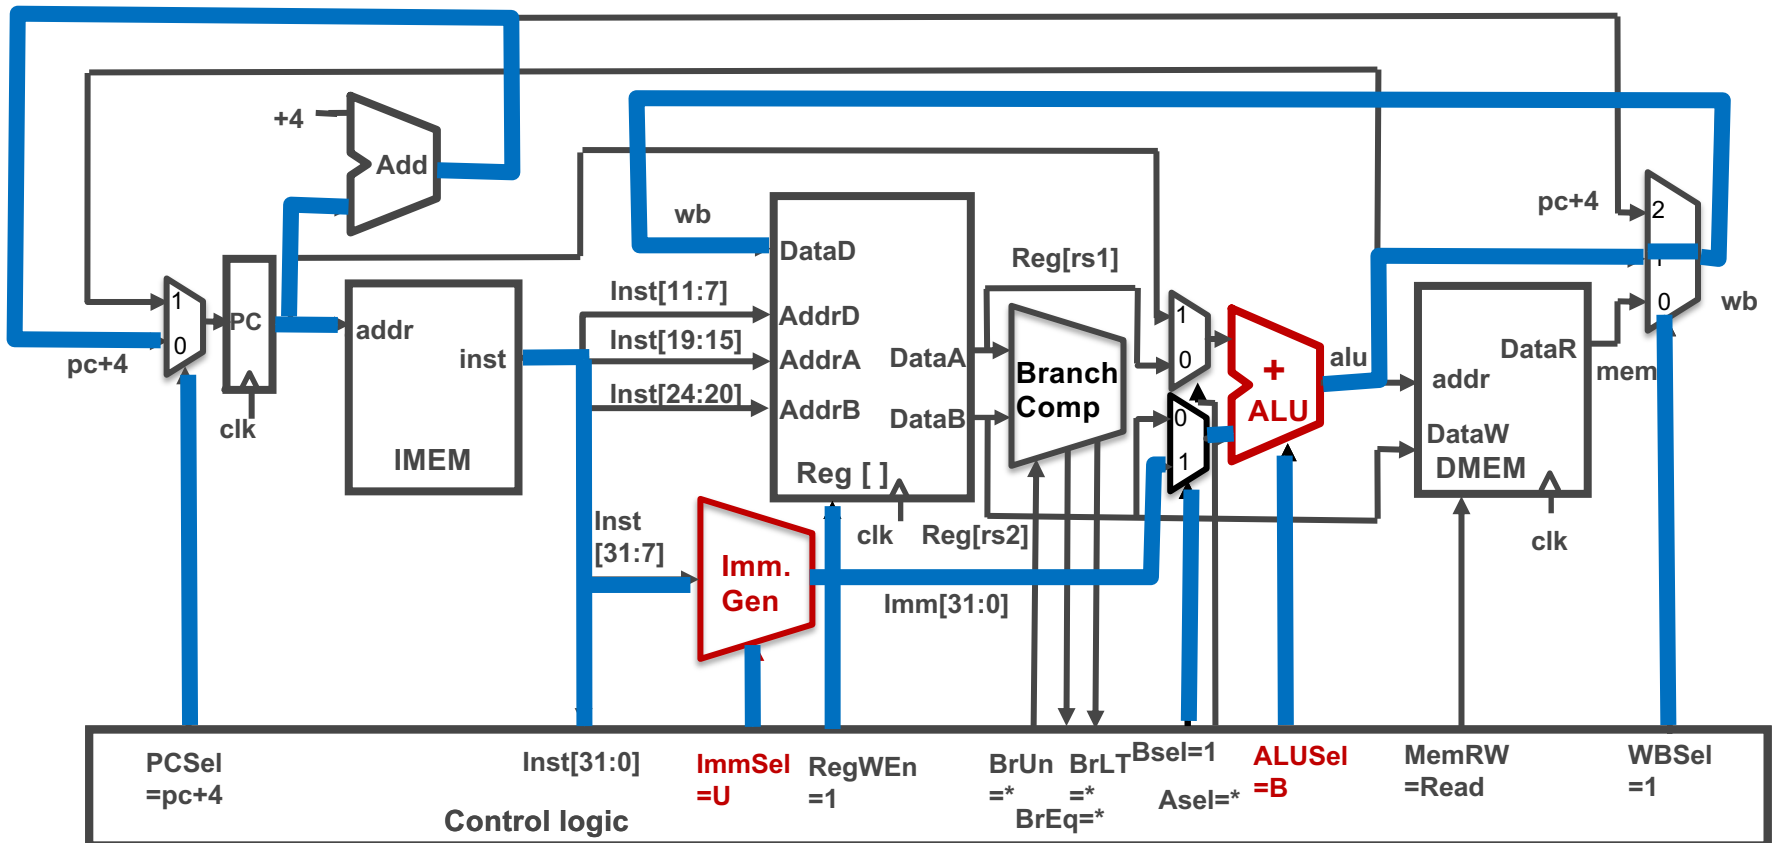 +4
Add
pc+4
2
1
0
wb
wb
DataD
Reg[rs1]
Inst[11:7]
AddrD
Inst[19:15]
AddrA
Inst[24:20]
AddrB
DataA
DataB
Reg [ ]
clk
1
0
pc+4
PC
clk
addr
inst
IMEM
Branch
Comp
1
0
0
1
+
ALU
alu
addr
DataR
mem
DataW
DMEM
clk
Inst
[31:7]
Imm.
Gen
Reg[rs2]
Imm[31:0]
PCSel
=pc+4
Inst[31:0]
ImmSel
=U
RegWEn
=1
BrUn
=*
BrLT
=*
BrEq=*
Bsel=1
Asel=*
ALUSel
=B
MemRW
=Read
WBSel
=1
Control logic